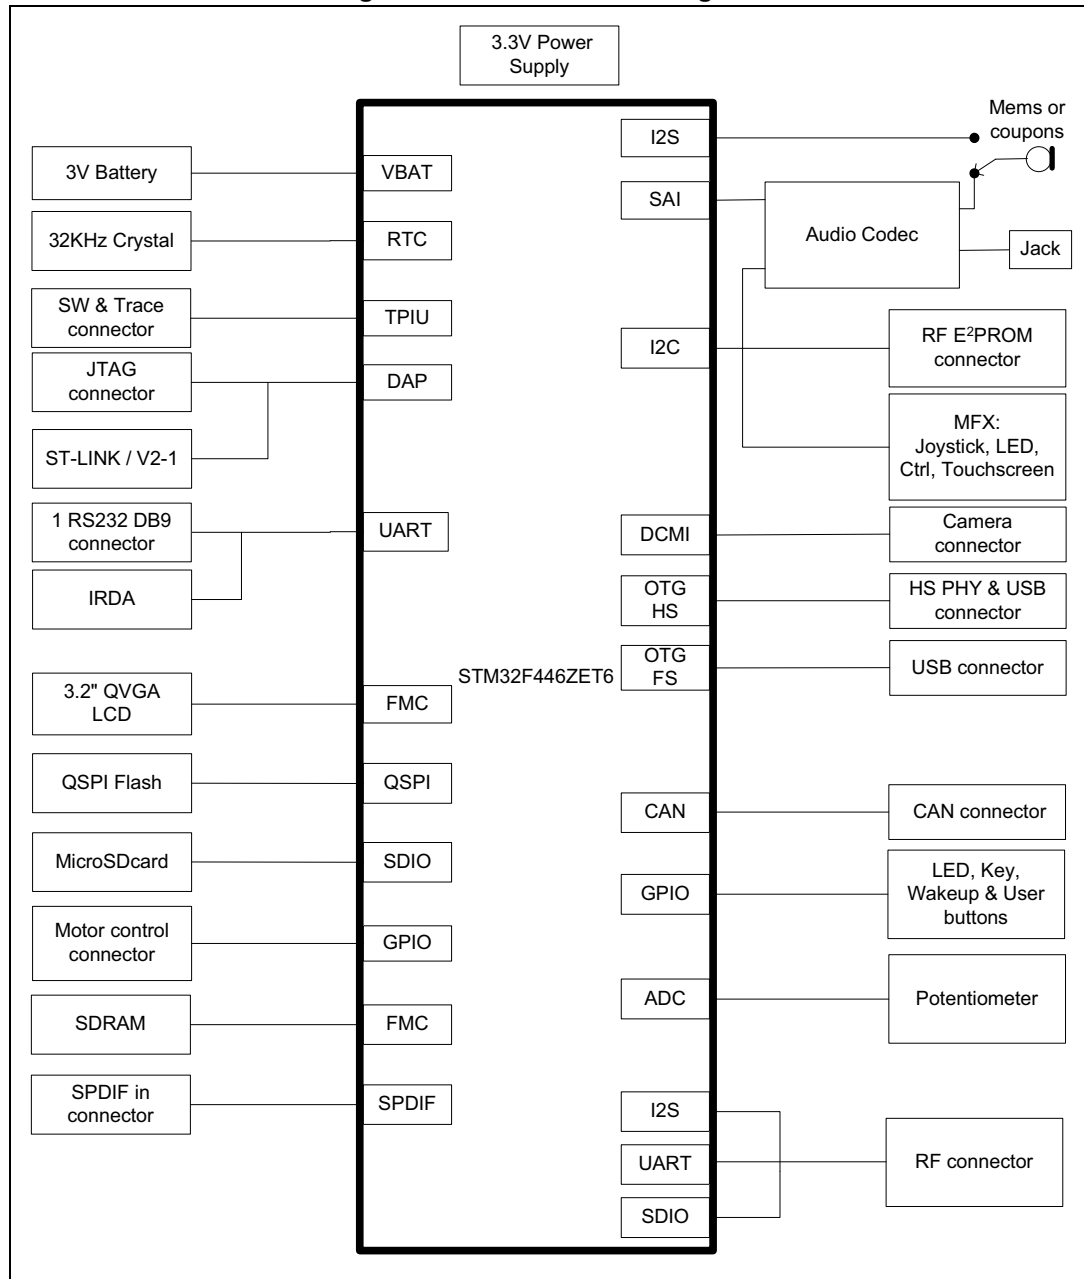 3.3V Power
Supply
I2S
Mems or
coupons
3V Battery
VBAT
SAI
Audio Codec
Jack
32KHz Crystal
RTC
SW & Trace
connector
TPIU
I2C
RF E²PROM
connector
JTAG
connector
DAP
MFX:
Joystick, LED,
Ctrl, Touchscreen
ST-LINK / V2-1
1 RS232 DB9
connector
UART
DCMI
Camera
connector
IRDA
OTG
HS
HS PHY & USB
connector
STM32F446ZET6
OTG
FS
USB connector
3.2" QVGA
LCD
FMC
QSPI Flash
QSPI
CAN
CAN connector
MicroSDcard
SDIO
GPIO
LED, Key,
Wakeup & User
buttons
Motor control
connector
GPIO
ADC
Potentiometer
SDRAM
FMC
SPDIF in
connector
SPDIF
I2S
UART
SDIO
RF connector